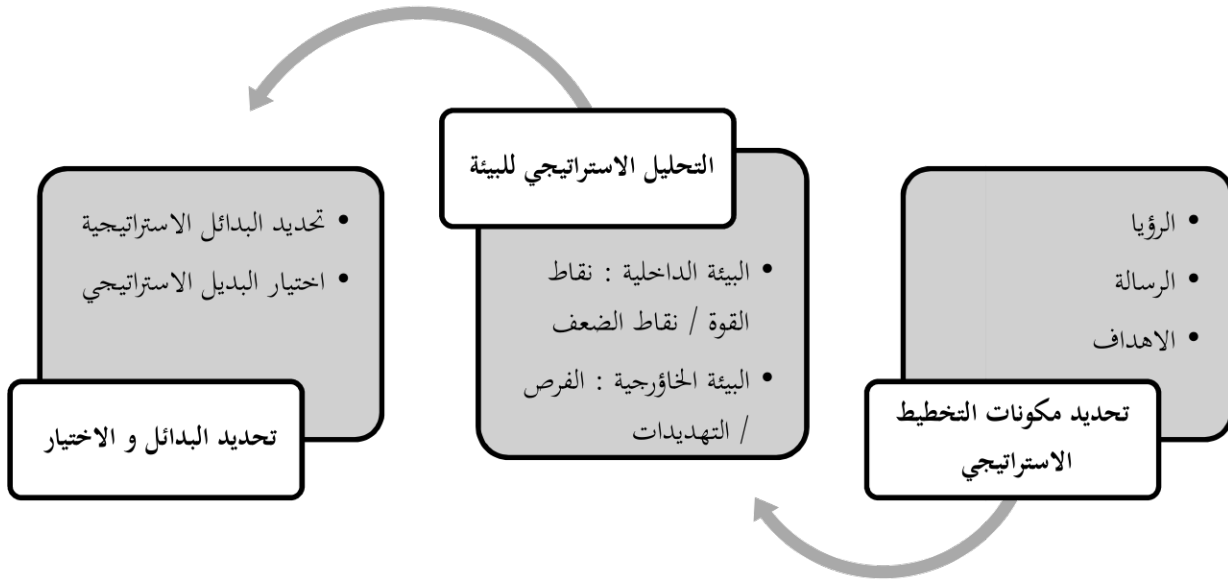 • الرؤيا
• الرسالة
• الاهداف
تحديد مكونات التخطيط
الاستراتيجي
التحليل الاستراتيجي للبيئة
• البيئة الداخلية : نقاط
القوة / نقاط الضعف
• البيئة الخاؤرجية : الفرص
/ التهديدات
• تحديد البدائل الاستراتيجية
• اختيار البديل الاستراتيجي
تحديد البدائل و الاختيار